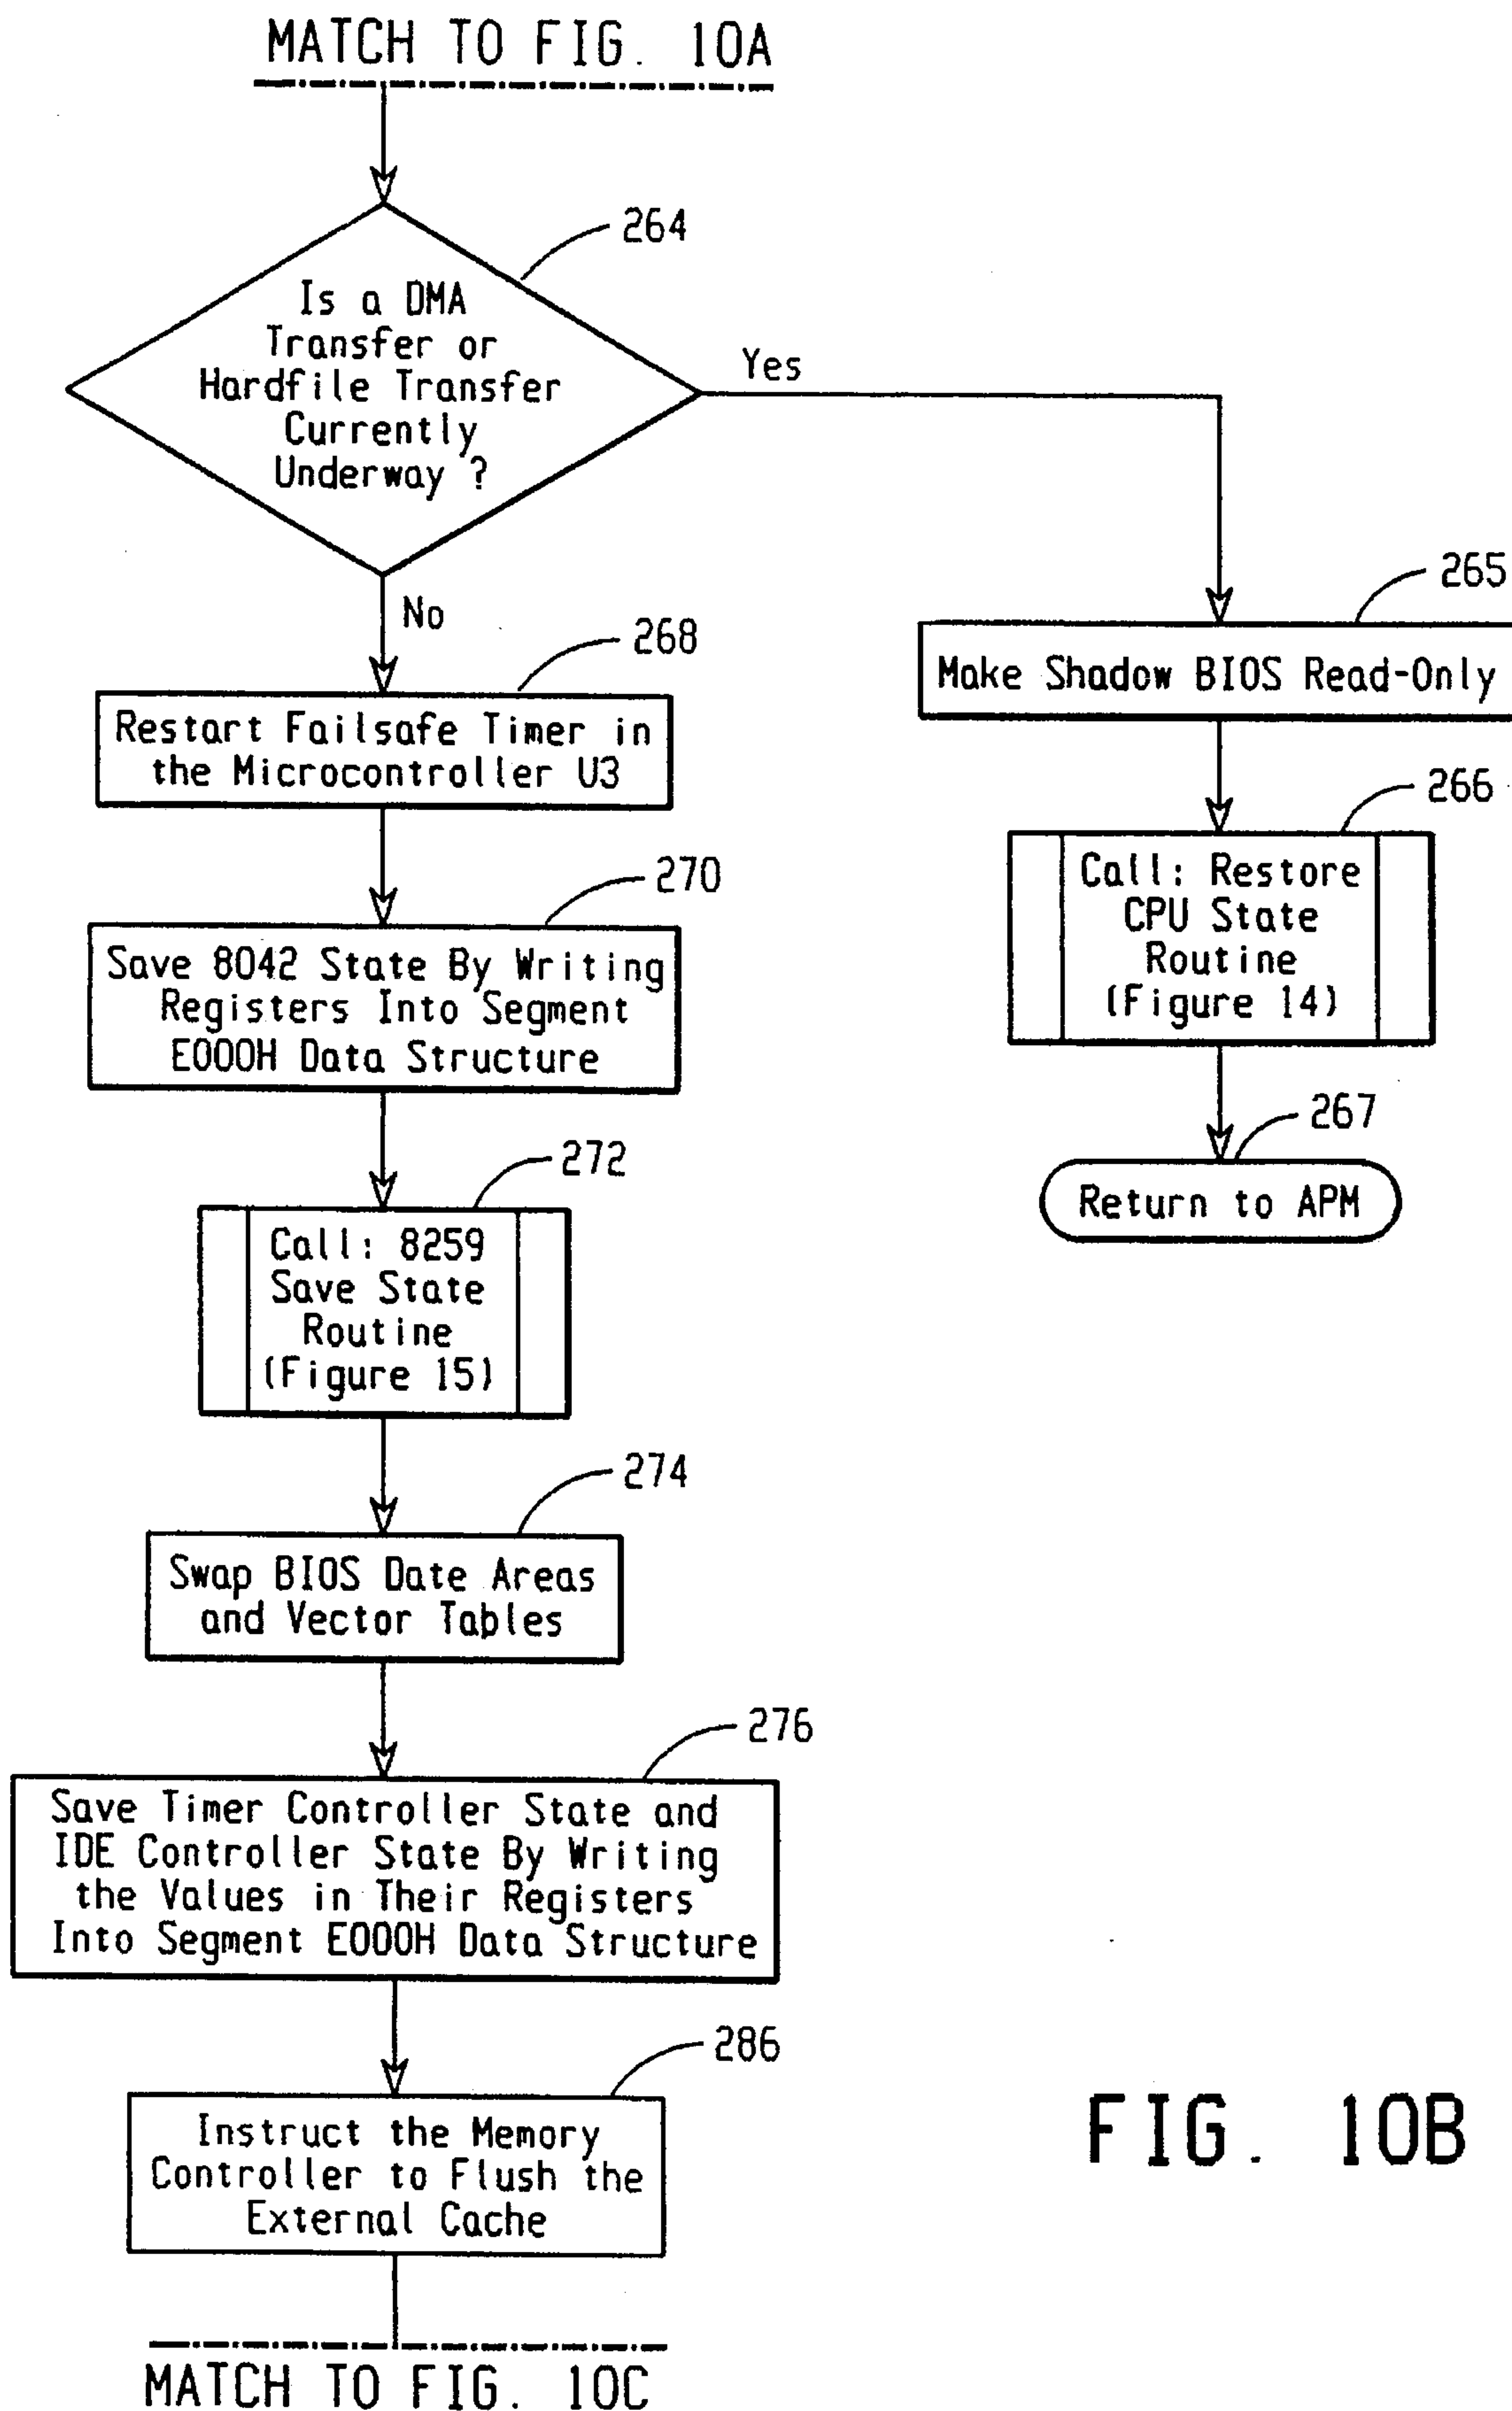 MATCH TO FIG. 10A
264
Is a DMA
Transfer or
Hardfile Transfer
Currently
Underway ?
Yes
No
265
Make Shadow BIOS Read-Only
268
Restart Failsafe Timer in
the Microcontroller U3
266
Call: Restore
CPU State
Routine
(Figure 14)
270
Save 8042 State By Writing
Registers Into Segment
E000H Data Structure
267
Return to APM
272
Call: 8259
Save State
Routine
(Figure 15)
274
Swap BIOS Date Areas
and Vector Tables
276
Save Timer Controller State and
IDE Controller State By Writing
the Values in Their Registers
Into Segment E000H Data Structure
286
Instruct the Memory
Controller to Flush the
External Cache
FIG. 10B
MATCH TO FIG. 10C